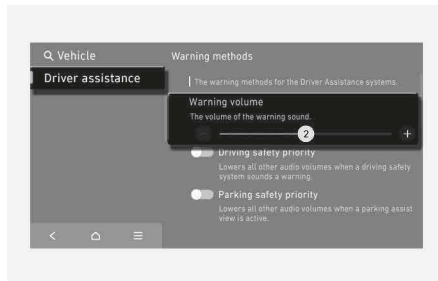 Vehicle
Driver assistance
Warning methods
The warning methods for the Driver Assistance systems.
Warning volume
The volume of the warning sound.
2
Driving safety priority
Lowers all other audio volumes when a driving safety
system sounds a warning.
Parking safety priority
Lowers all other audio volumes when a parking assist
view is active.